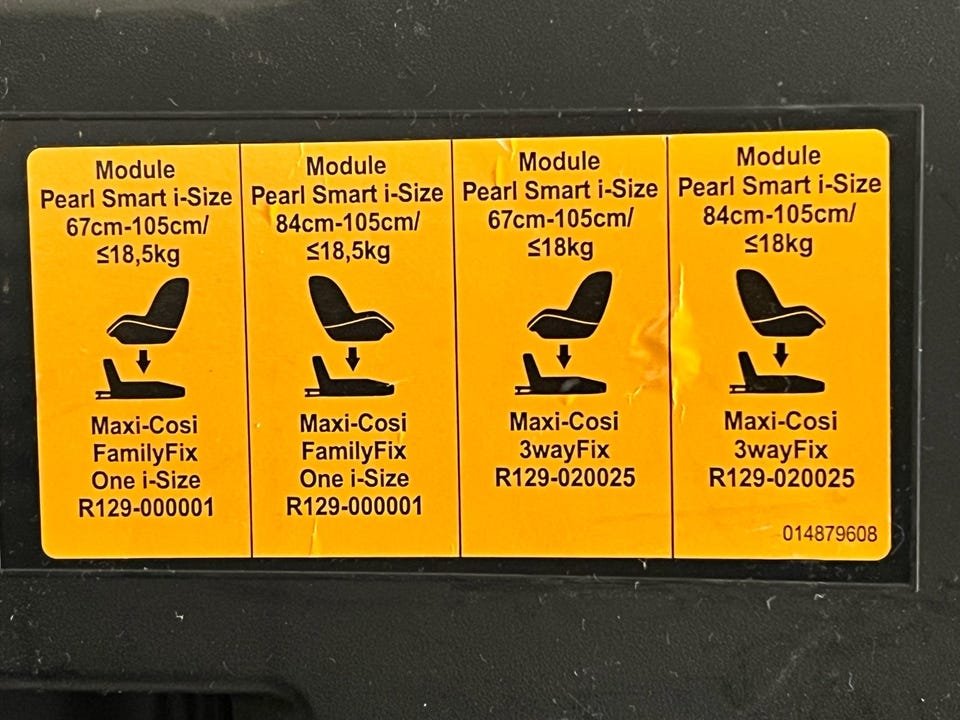 Module
Pearl Smart i-Size
67cm-105cm/
≤18,5kg
Maxi-Cosi
FamilyFix
One i-Size
R129-000001
Module
Pearl Smart i-Size
84cm-105cm/
≤18,5kg
Maxi-Cosi
FamilyFix
One i-Size
R129-000001
Module
Pearl Smart i-Size
67cm-105cm/
≤18kg
Maxi-Cosi
3wayFix
R129-020025
Module
Pearl Smart i-Size
84cm-105cm/
≤18kg
Maxi-Cosi
3wayFix
R129-020025
014879608